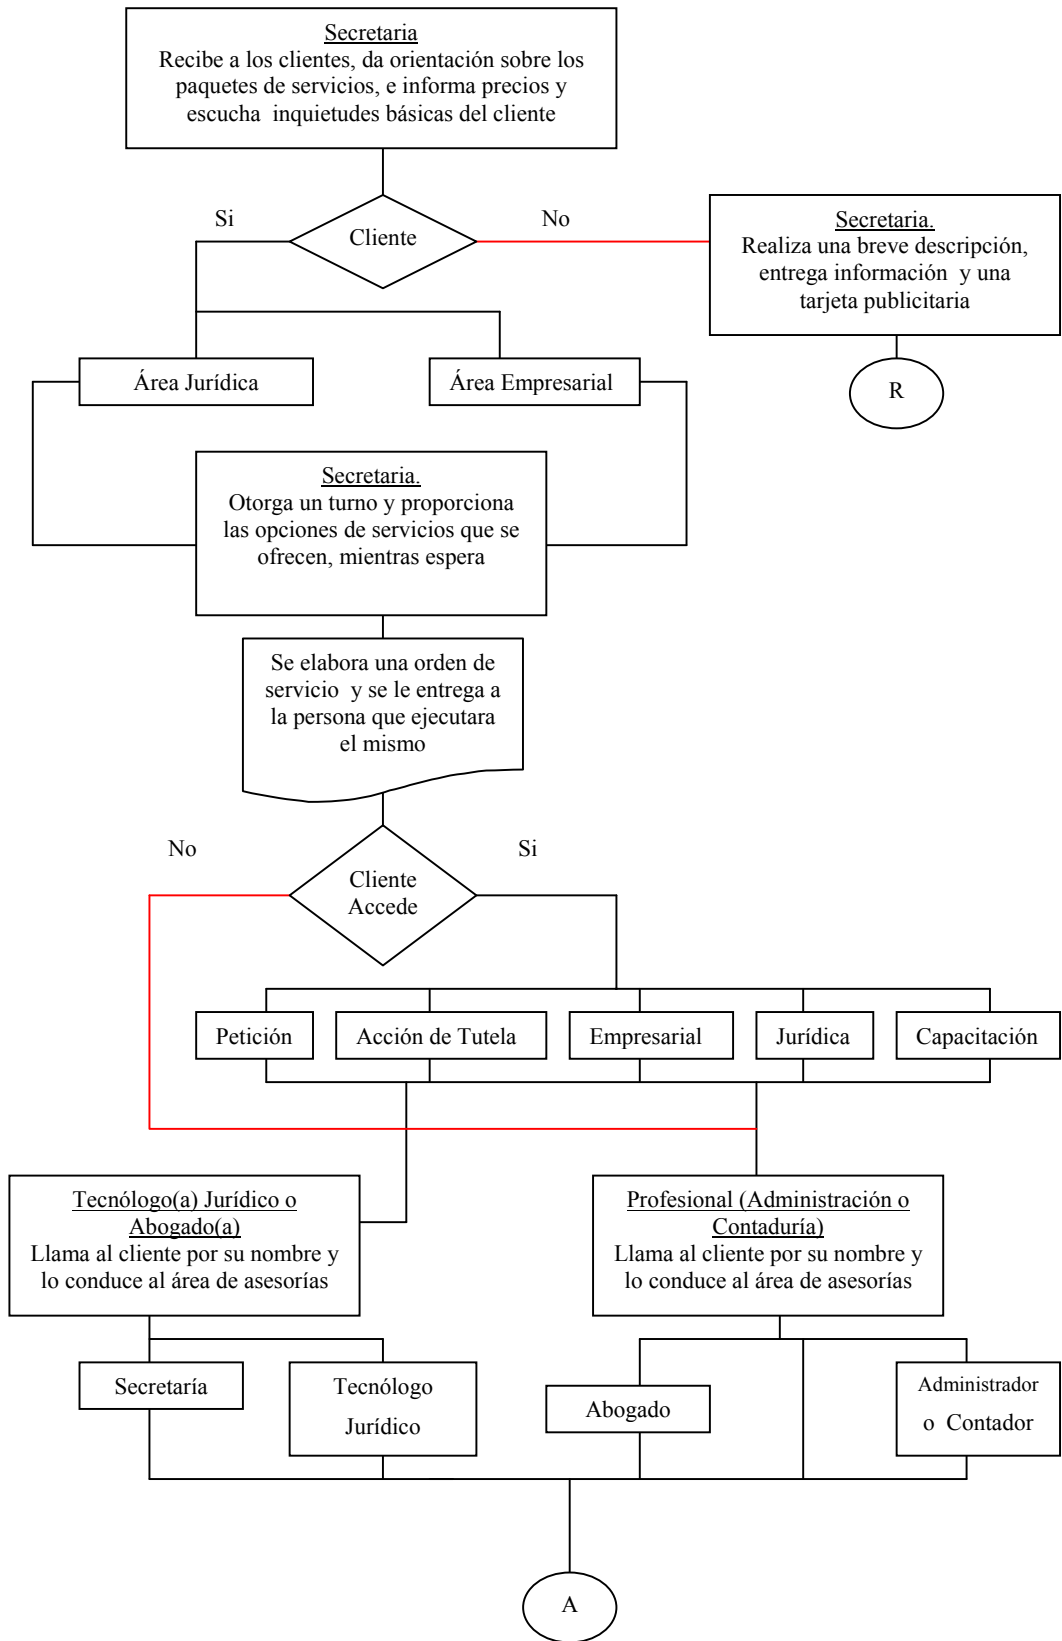 Secretaria
Recibe a los clientes, da orientación sobre los
paquetes de servicios, e informa precios y
escucha inquietudes básicas del cliente
Si
Cliente
No
Secretaria.
Realiza una breve descripción,
entrega información y una
tarjeta publicitaria
Área Jurídica
Área Empresarial
R
Secretaria.
Otorga un turno y proporciona
las opciones de servicios que se
ofrecen, mientras espera
Se elabora una orden de
servicio y se le entrega a
la persona que ejecutara
el mismo
No
Si
Cliente
Accede
Petición
Acción de Tutela
Empresarial
Jurídica
Capacitación
Tecnólogo(a) Jurídico o
Abogado(a)
Llama al cliente por su nombre y
lo conduce al área de asesorías
Profesional (Administración o
Contaduría)
Llama al cliente por su nombre y
lo conduce al área de asesorías
Secretaría
Tecnólogo
Jurídico
Abogado
Administrador
o Contador
A